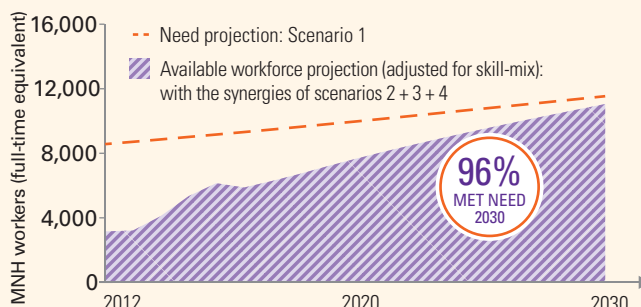 MNH workers (full-time equivalent)
16,000
12,000
8,000
4,000
0
Need projection: Scenario 1
Available workforce projection (adjusted for skill-mix):
with the synergies of scenarios 2 + 3 + 4
96%
MET NEED
2030
2012
2020
2030